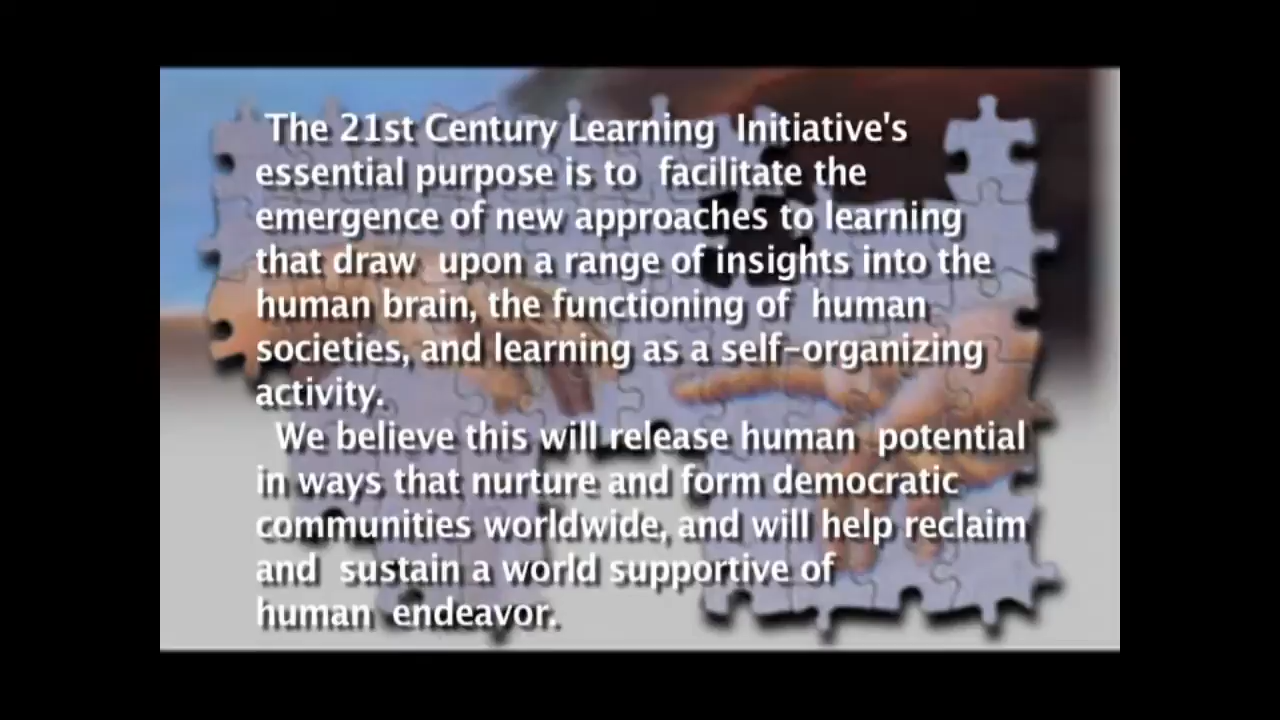 The 21st Century Learning Initiative's
essential purpose is to facilitate the
emergence of new approaches to learning
that draw upon a range of insights into the
human brain, the functioning of human
societies, and learning as a self-organizing
activity.
We believe this will release human potential
in ways that nurture and form democratic
communities worldwide, and will help reclaim
and sustain a world supportive of
human endeavor.